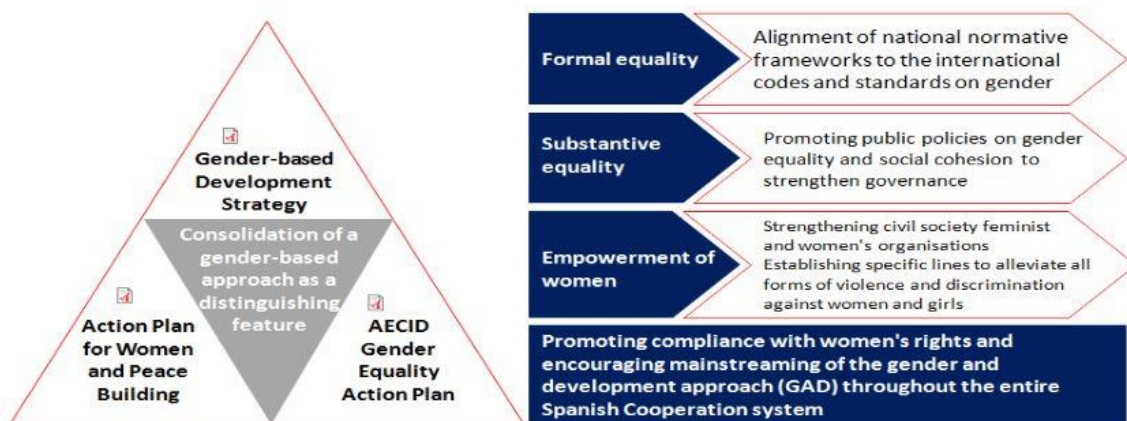 Gender-based
Development
Strategy
Consolidation of a
gender-based
approach as a
distinguishing
feature
Action Plan
for Women
and Peace
Building
AECID
Gender
Equality
Action Plan
Formal equality
Alignment of national normative
frameworks to the international
codes and standards on gender
Substantive
equality
Promoting public policies on gender
equality and social cohesion to
strengthen governance
Empowerment of
women
Strengthening civil society feminist
and women's organisations
Establishing specific lines to alleviate all
forms of violence and discrimination
against women and girls
Promoting compliance with women's rights and
encouraging mainstreaming of the gender and
development approach (GAD) throughout the entire
Spanish Cooperation system